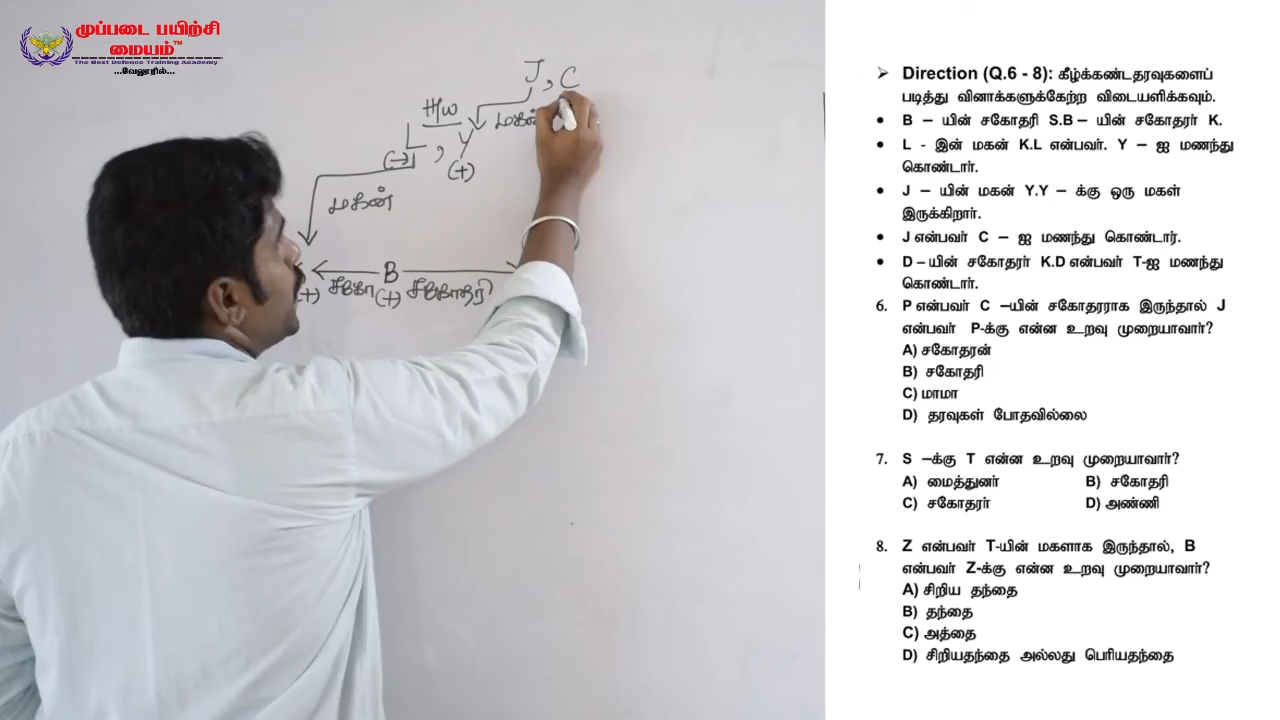 முப்படை பயிற்சி
மையம்™
The Best Defence Training Academy
...வேலூரில்...
J, C
H/W
மகன்
L, Y
(-)
(+)
மகன்
B
சகோ
சகோதரி
(+)
(+)
➢ Direction (Q.6 - 8): கீழ்க்கண்டதரவுகளைப்
படித்து வினாக்களுக்கேற்ற விடையளிக்கவும்.
• B – யின் சகோதரி S.B – யின் சகோதரர் K.
• L - இன் மகன் K.L என்பவர். Y – ஐ மணந்து
கொண்டார்.
• J – யின் மகன் Y.Y – க்கு ஒரு மகள்
இருக்கிறார்.
• J என்பவர் C – ஐ மணந்து கொண்டார்.
• D – யின் சகோதரர் K.D என்பவர் T-ஐ மணந்து
கொண்டார்.
6. P என்பவர் C –யின் சகோதரராக இருந்தால் J
என்பவர் P-க்கு என்ன உறவு முறையாவார்?
A) சகோதரன்
B) சகோதரி
C) மாமா
D) தரவுகள் போதவில்லை
7. S –க்கு T என்ன உறவு முறையாவார்?
A) மைத்துனர் B) சகோதரி
C) சகோதரர் D) அண்ணி
8. Z என்பவர் T-யின் மகளாக இருந்தால், B
என்பவர் Z-க்கு என்ன உறவு முறையாவார்?
A) சிறிய தந்தை
B) தந்தை
C) அத்தை
D) சிறியதந்தை அல்லது பெரியதந்தை